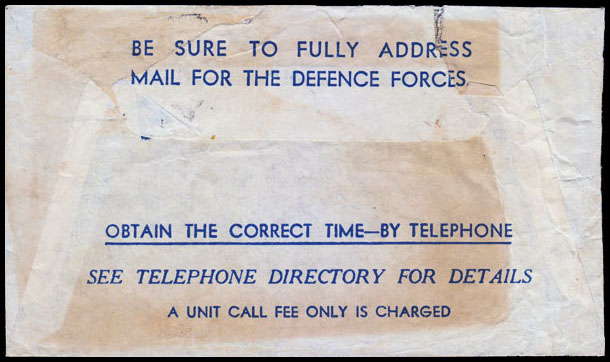 BE SURE TO FULLY ADDRESS
MAIL FOR THE DEFENCE FORCES
OBTAIN THE CORRECT TIME—BY TELEPHONE
SEE TELEPHONE DIRECTORY FOR DETAILS
A UNIT CALL FEE ONLY IS CHARGED